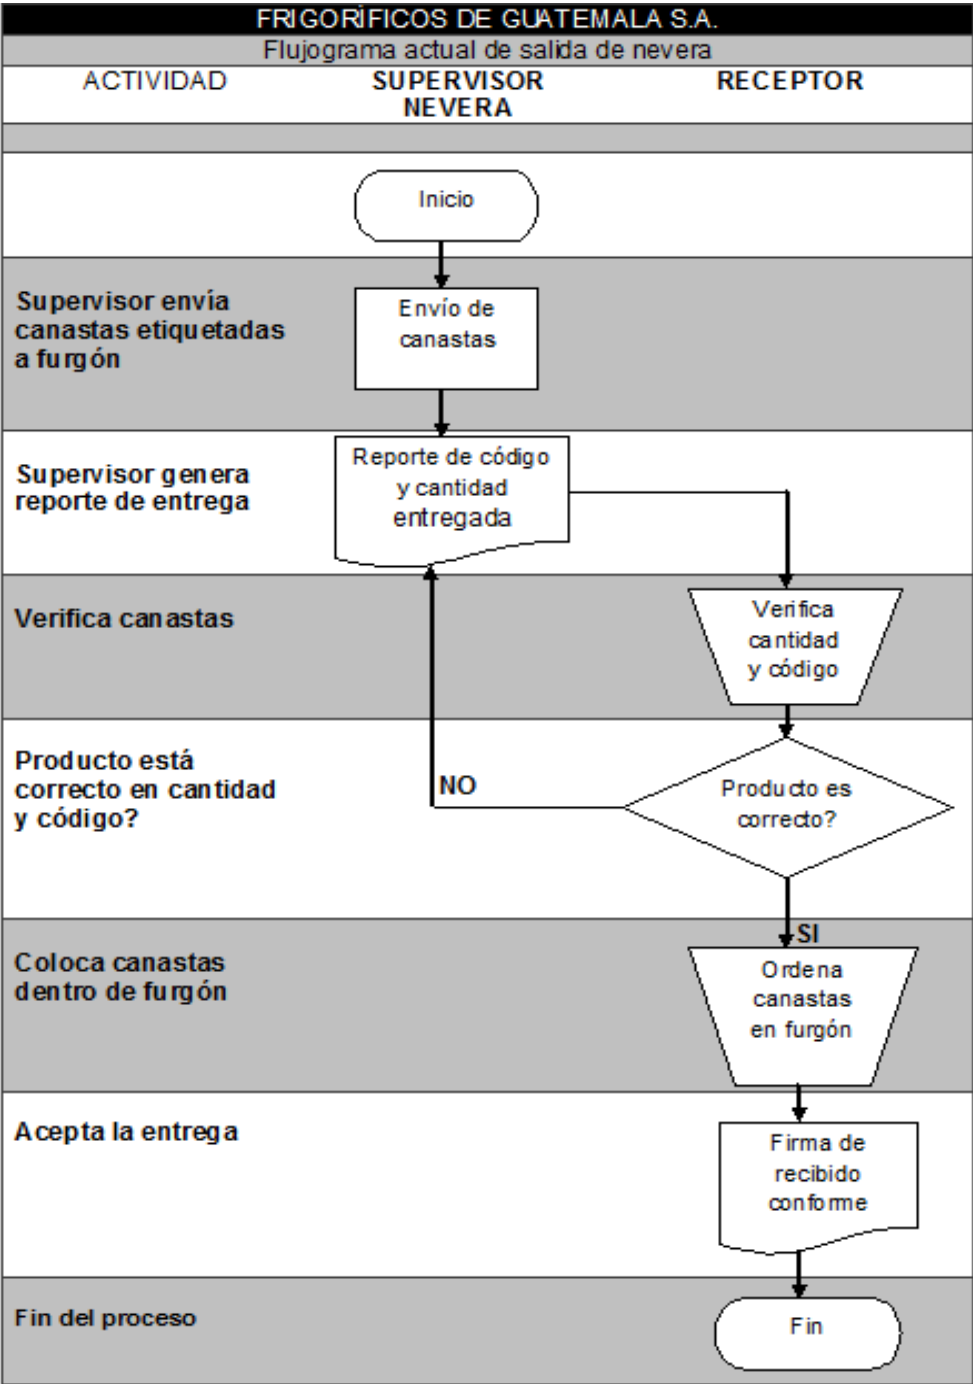 FRIGORÍFICOS DE GUATEMALA S.A.
Flujograma actual de salida de nevera
ACTIVIDAD
SUPERVISOR
NEVERA
RECEPTOR
Inicio
Supervisor envía
canastas etiquetadas
a furgón
Envío de
canastas
Supervisor genera
reporte de entrega
Reporte de código
y cantidad
entregada
Verifica canastas
Verifica
cantidad
y código
Producto está
correcto en cantidad
y código?
NO
Producto es
correcto?
SI
Coloca canastas
dentro de furgón
Ordena
canastas
en furgón
Acepta la entrega
Firma de
recibido
conforme
Fin del proceso
Fin